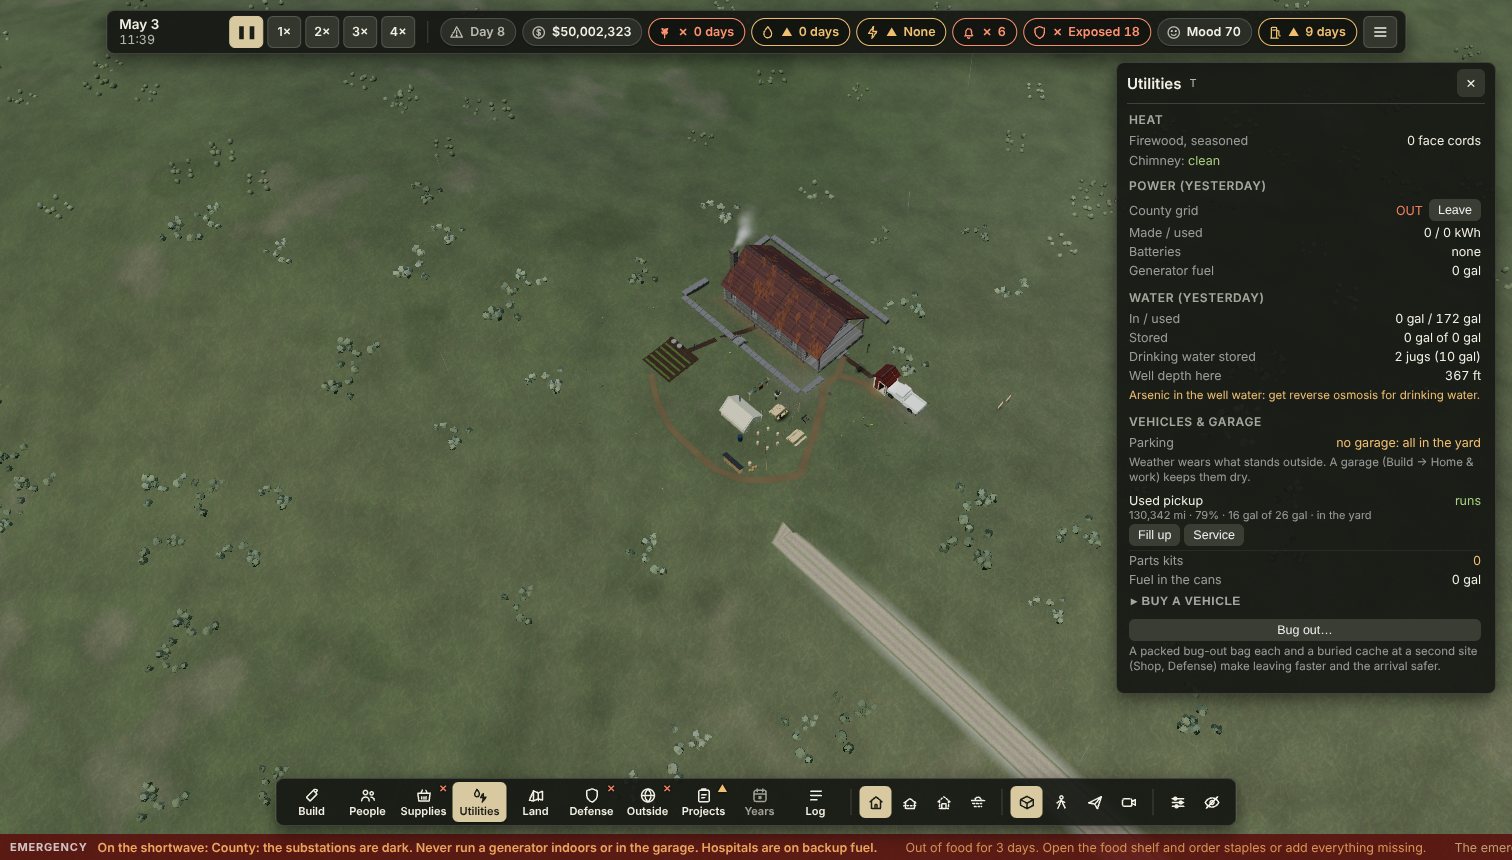 May 3
11:39
1×
2×
3×
4×
Day 8
$50,002,323
0 days
0 days
None
6
Exposed 18
Mood 70
9 days
Utilities T
HEAT
Firewood, seasoned 0 face cords
Chimney: clean
POWER (YESTERDAY)
County grid OUT Leave
Made / used 0 / 0 kWh
Batteries none
Generator fuel 0 gal
WATER (YESTERDAY)
In / used 0 gal / 172 gal
Stored 0 gal of 0 gal
Drinking water stored 2 jugs (10 gal)
Well depth here 367 ft
Arsenic in the well water: get reverse osmosis for drinking water.
VEHICLES & GARAGE
Parking no garage: all in the yard
Weather wears what stands outside. A garage (Build → Home &
work) keeps them dry.
Used pickup runs
130,342 mi · 79% · 16 gal of 26 gal · in the yard
Fill up Service
Parts kits 0
Fuel in the cans 0 gal
▸ BUY A VEHICLE
Bug out…
A packed bug-out bag each and a buried cache at a second site
(Shop, Defense) make leaving faster and the arrival safer.
Build
People
Supplies
Utilities
Land
Defense
Outside
Projects
Years
Log
EMERGENCY On the shortwave: County: the substations are dark. Never run a generator indoors or in the garage. Hospitals are on backup fuel. Out of food for 3 days. Open the food shelf and order staples or add everything missing. The emer